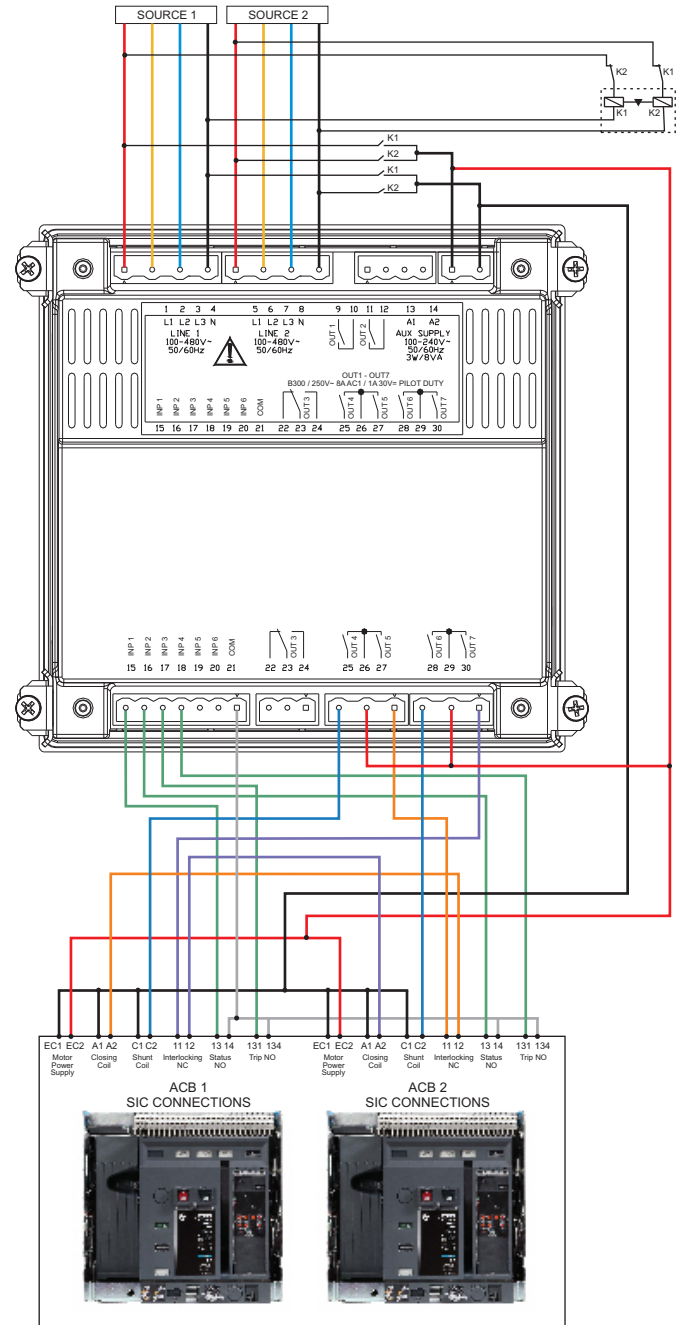 SOURCE 1 SOURCE 2
K2 K1
K1 K2
K1
K2
K1
K2
1 2 3 4 5 6 7 8 9 10 11 12 13 14
L1 L2 L3 N L1 L2 L3 N OUT 1 OUT 2 A1 A2
LINE 1 LINE 2 AUX SUPPLY
100-480V~ 100-480V~ 100-240V~
50/60Hz 50/60Hz 50/60Hz
3W/8VA
OUT1 - OUT7
B300 / 250V~ 8A AC1 / 1A 30V= PILOT DUTY
INP 1 INP 2 INP 3 INP 4 INP 5 INP 6 COM OUT 3 OUT 4 OUT 5 OUT 6 OUT 7
15 16 17 18 19 20 21 22 23 24 25 26 27 28 29 30
INP 1 INP 2 INP 3 INP 4 INP 5 INP 6 COM OUT 3 OUT 4 OUT 5 OUT 6 OUT 7
15 16 17 18 19 20 21 22 23 24 25 26 27 28 29 30
EC1 EC2 A1 A2 C1 C2 11 12 13 14 131 134 EC1 EC2 A1 A2 C1 C2 11 12 13 14 131 134
Motor Closing Shunt Interlocking Status Trip NO Motor Closing Shunt Interlocking Status Trip NO
Power Coil Coil NC NO Power Coil Coil NC NO
Supply Supply
ACB 1 ACB 2
SIC CONNECTIONS SIC CONNECTIONS